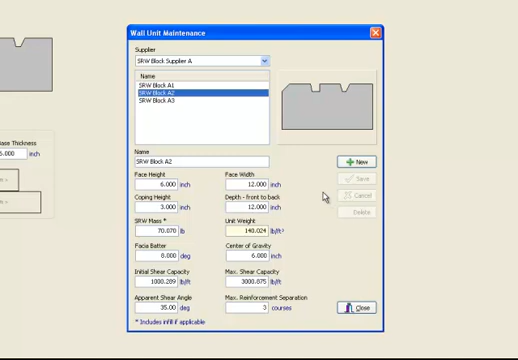 Wall Unit Maintenance
Supplier
SRW Block Supplier A
Name
SRW Block A1
SRW Block A2
SRW Block A3
Name
SRW Block A2
New
Face Height
Face Width
6.000 inch
12.000 inch
Save
Coping Height
Depth - front to back
Cancel
3.000 inch
12.000 inch
Delete
SRW Mass *
Unit Weight
70.070 lb
140.024 lb/ft³
Facia Batter
Center of Gravity
8.000 deg
6.000 inch
Initial Shear Capacity
Max. Shear Capacity
1000.289 lb/ft
3000.875 lb/ft
Apparent Shear Angle
Max. Reinforcement Separation
35.00 deg
3 courses
Close
* Includes infill if applicable
ase Thickness
6.000 inch